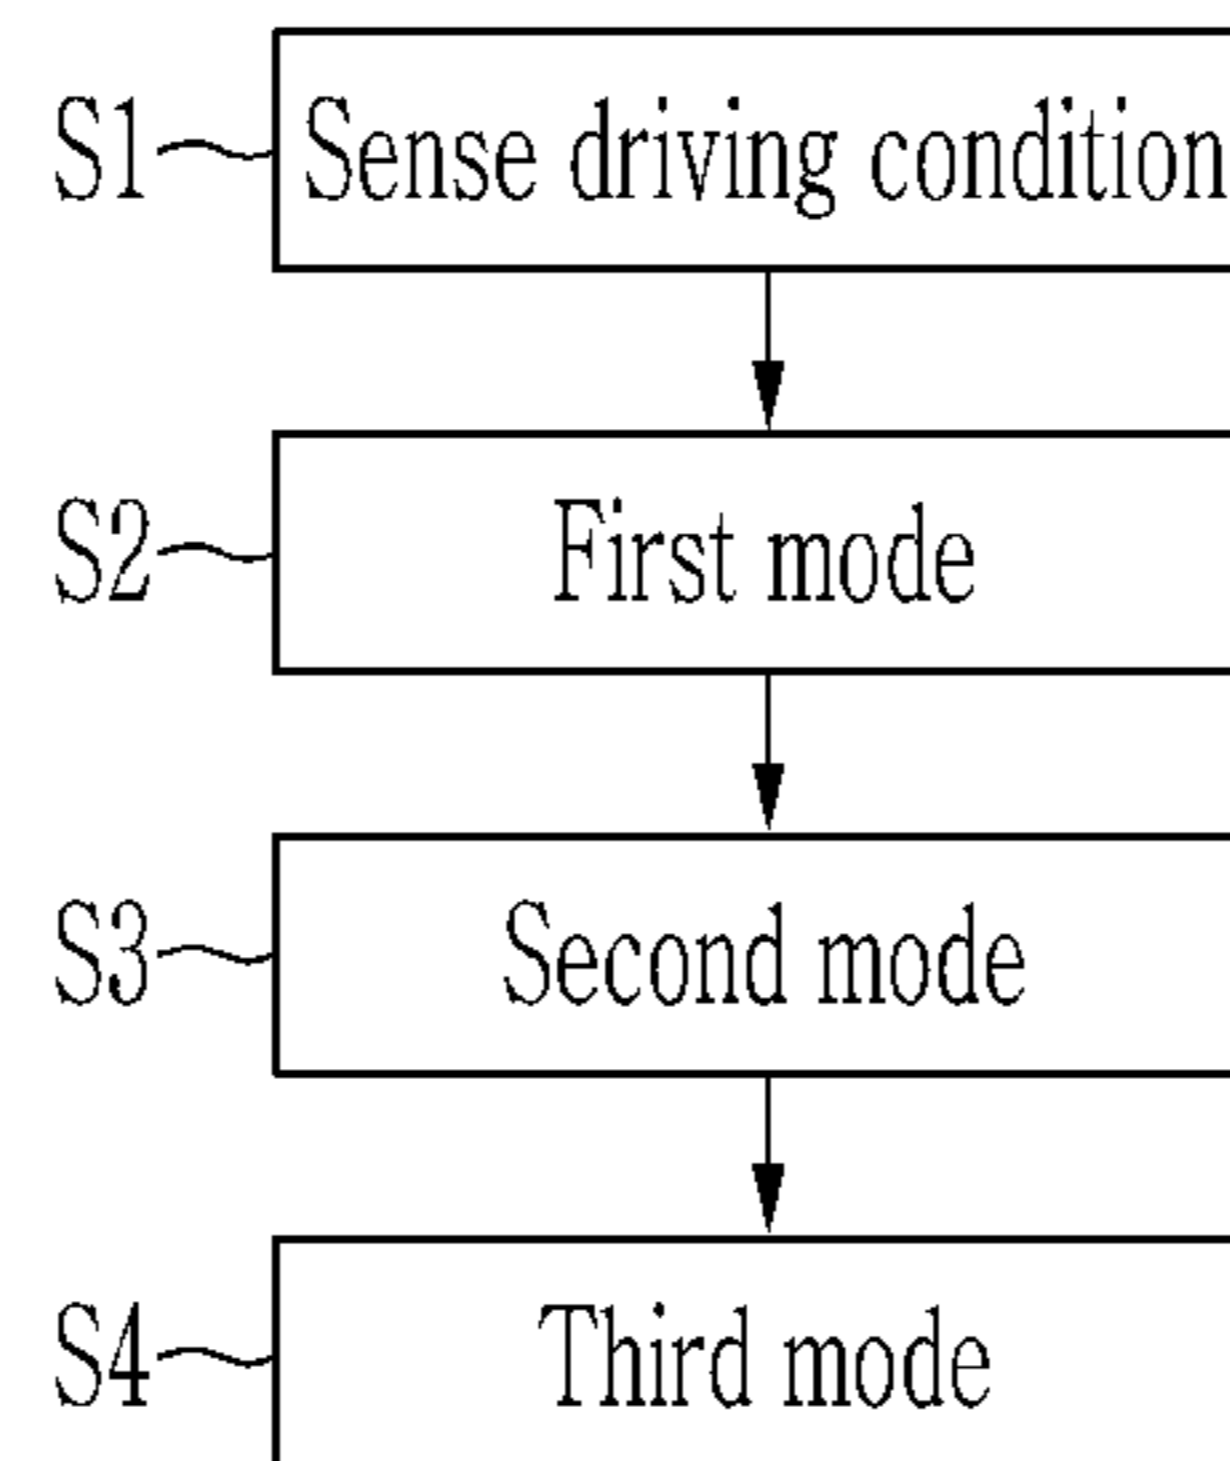 S1 Sense driving condition
S2 First mode
S3 Second mode
S4 Third mode